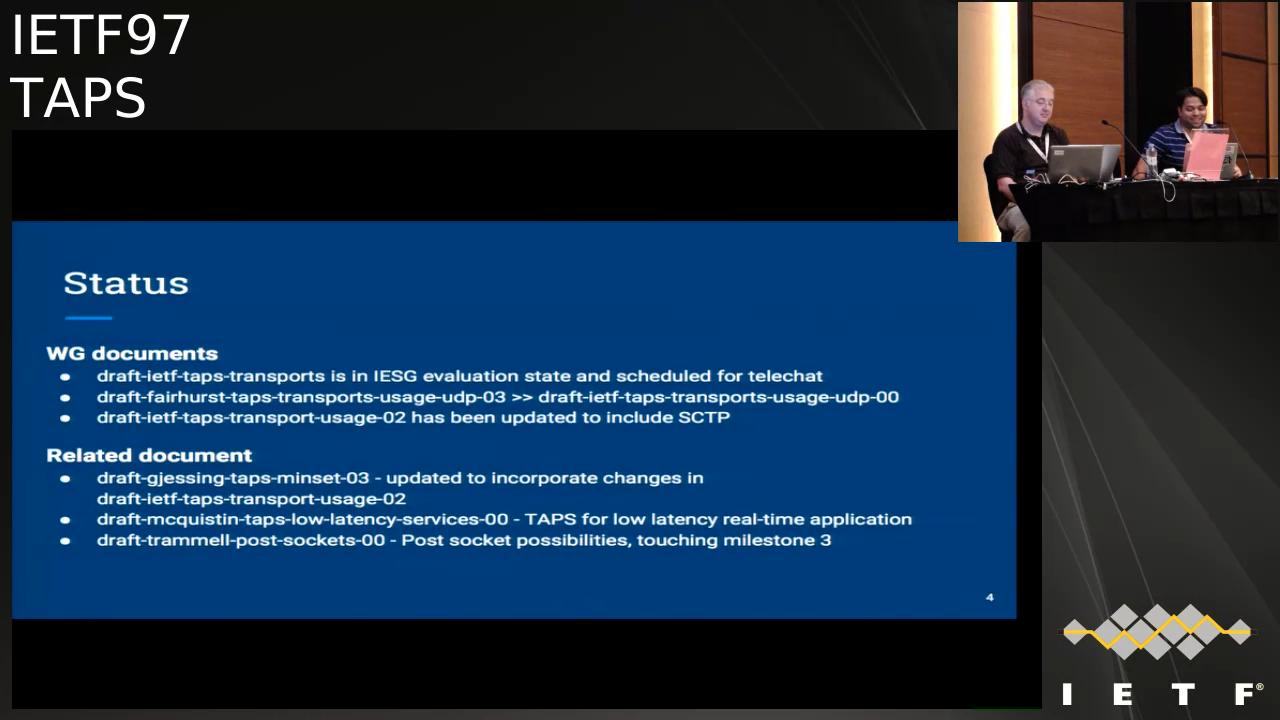 IETF97
TAPS
Status
WG documents
● draft-ietf-taps-transports is in IESG evaluation state and scheduled for telechat
● draft-fairhurst-taps-transports-usage-udp-03 >> draft-ietf-taps-transports-usage-udp-00
● draft-ietf-taps-transport-usage-02 has been updated to include SCTP
Related document
● draft-gjessing-taps-minset-03 - updated to incorporate changes in
draft-ietf-taps-transport-usage-02
● draft-mcquistin-taps-low-latency-services-00 - TAPS for low latency real-time application
● draft-trammell-post-sockets-00 - Post socket possibilities, touching milestone 3
4
I E T F®